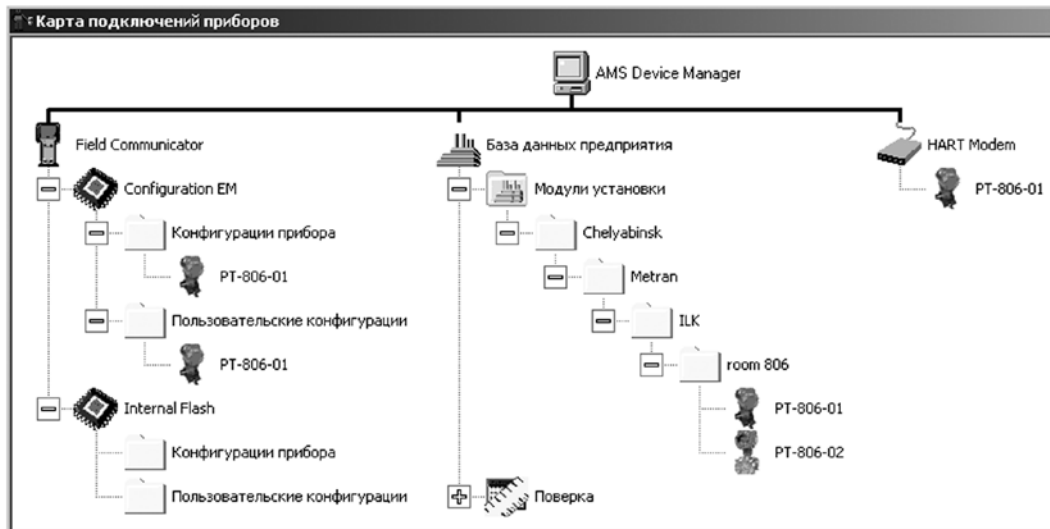 Карта подключений приборов
AMS Device Manager
Field Communicator
Configuration EM
Конфигурации прибора
PT-806-01
Пользовательские конфигурации
PT-806-01
Internal Flash
Конфигурации прибора
Пользовательские конфигурации
База данных предприятия
Модули установки
Chelyabinsk
Metran
ILK
room 806
PT-806-01
PT-806-02
Поверка
HART Modem
PT-806-01